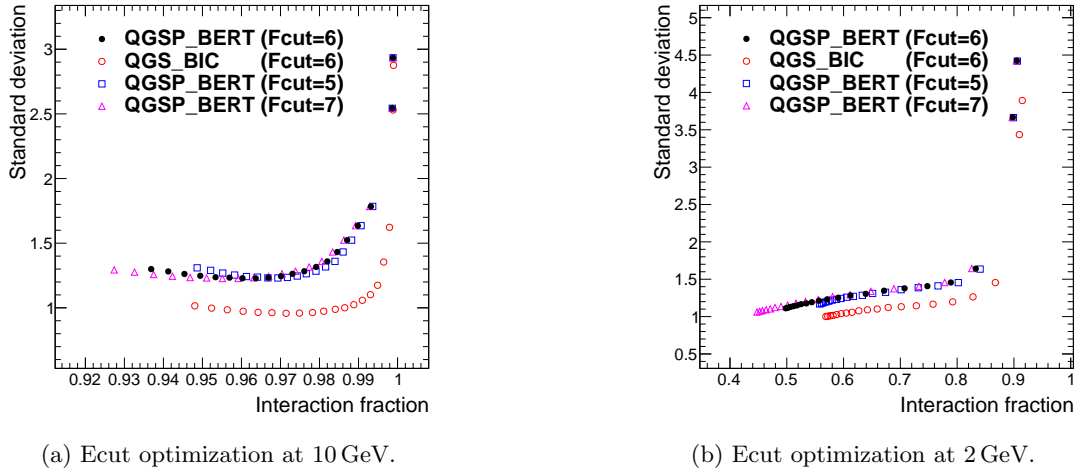 Standard deviation
3
2.5
2
1.5
1
QGSP_BERT (Fcut=6)
QGS_BIC (Fcut=6)
QGSP_BERT (Fcut=5)
QGSP_BERT (Fcut=7)
0.92 0.93 0.94 0.95 0.96 0.97 0.98 0.99 1
Interaction fraction
(a) Ecut optimization at 10 GeV.
Standard deviation
5
4.5
4
3.5
3
2.5
2
1.5
1
0.5
QGSP_BERT (Fcut=6)
QGS_BIC (Fcut=6)
QGSP_BERT (Fcut=5)
QGSP_BERT (Fcut=7)
0.4 0.5 0.6 0.7 0.8 0.9 1
Interaction fraction
(b) Ecut optimization at 2 GeV.